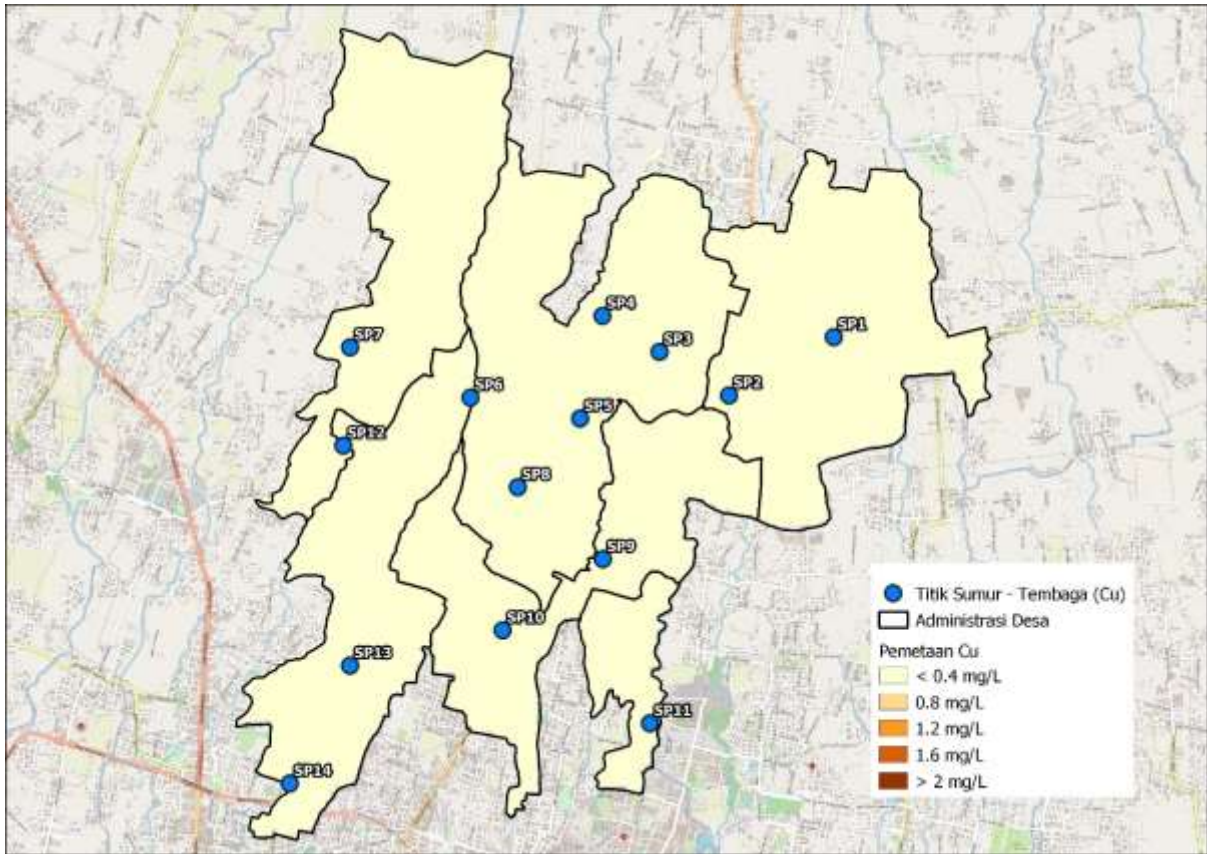 SP4
SP1
SP7
SP3
SP6
SP2
SP5
SP12
SP8
SP9
SP10
SP13
SP11
SP14
Titik Sumur - Tembaga (Cu)
Administrasi Desa
Pemetaan Cu
< 0.4 mg/L
0.8 mg/L
1.2 mg/L
1.6 mg/L
> 2 mg/L